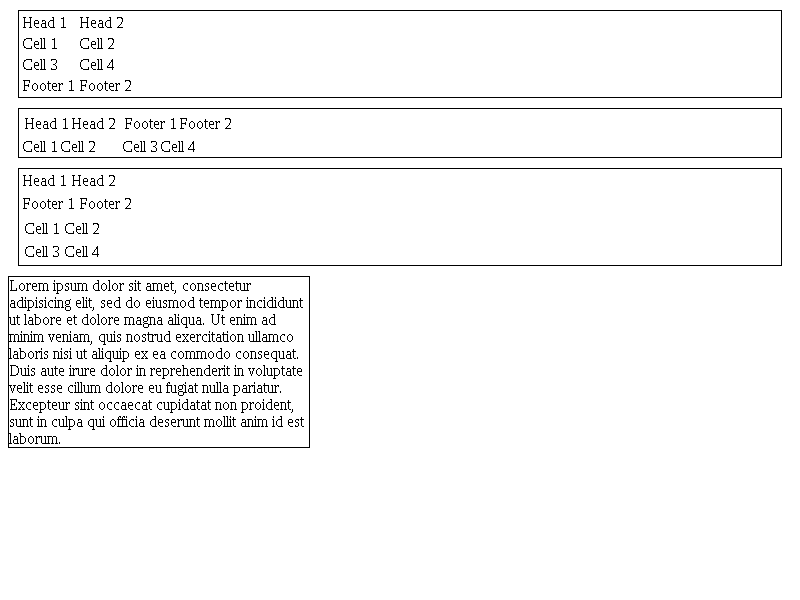 Head 1 Head 2
Cell 1 Cell 2
Cell 3 Cell 4
Footer 1 Footer 2
Head 1 Head 2 Footer 1 Footer 2
Cell 1 Cell 2 Cell 3 Cell 4
Head 1 Head 2
Footer 1 Footer 2
Cell 1 Cell 2
Cell 3 Cell 4
Lorem ipsum dolor sit amet, consectetur
adipisicing elit, sed do eiusmod tempor incididunt
ut labore et dolore magna aliqua. Ut enim ad
minim veniam, quis nostrud exercitation ullamco
laboris nisi ut aliquip ex ea commodo consequat.
Duis aute irure dolor in reprehenderit in voluptate
velit esse cillum dolore eu fugiat nulla pariatur.
Excepteur sint occaecat cupidatat non proident,
sunt in culpa qui officia deserunt mollit anim id est
laborum.